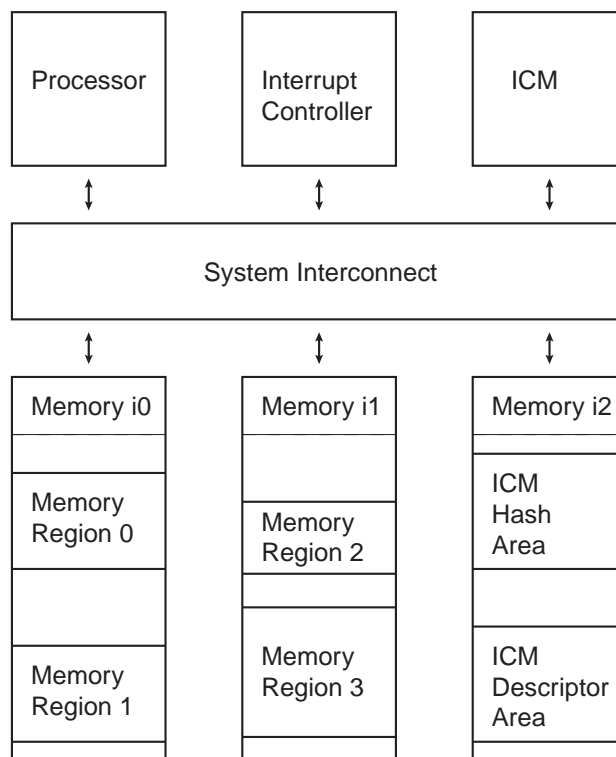 Processor
Interrupt
Controller
ICM
System Interconnect
Memory i0
Memory i1
Memory i2
Memory
Region 0
Memory
Region 2
ICM
Hash
Area
Memory
Region 1
Memory
Region 3
ICM
Descriptor
Area